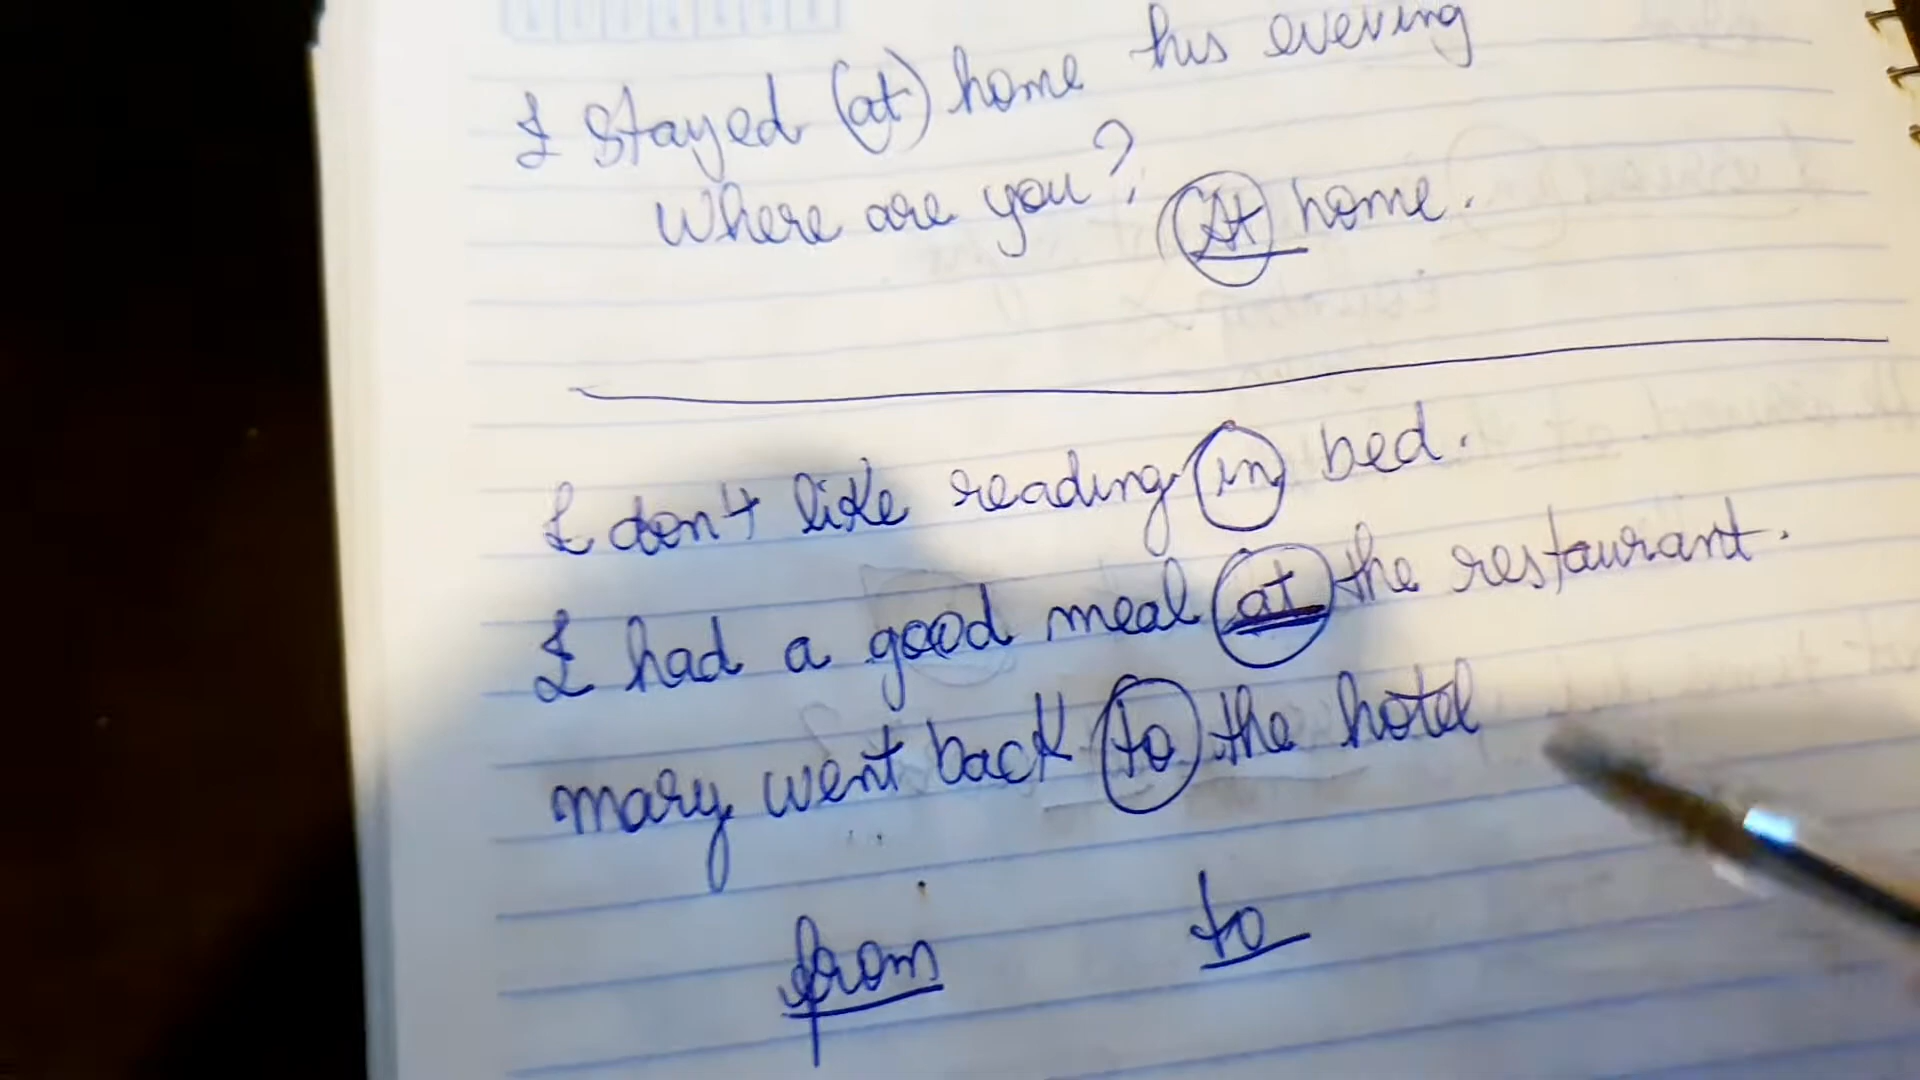 I stayed (at) home this evening
Where are you? At home.
I don't like reading in bed.
I had a good meal at the restaurant.
mary went back to the hotel
from to